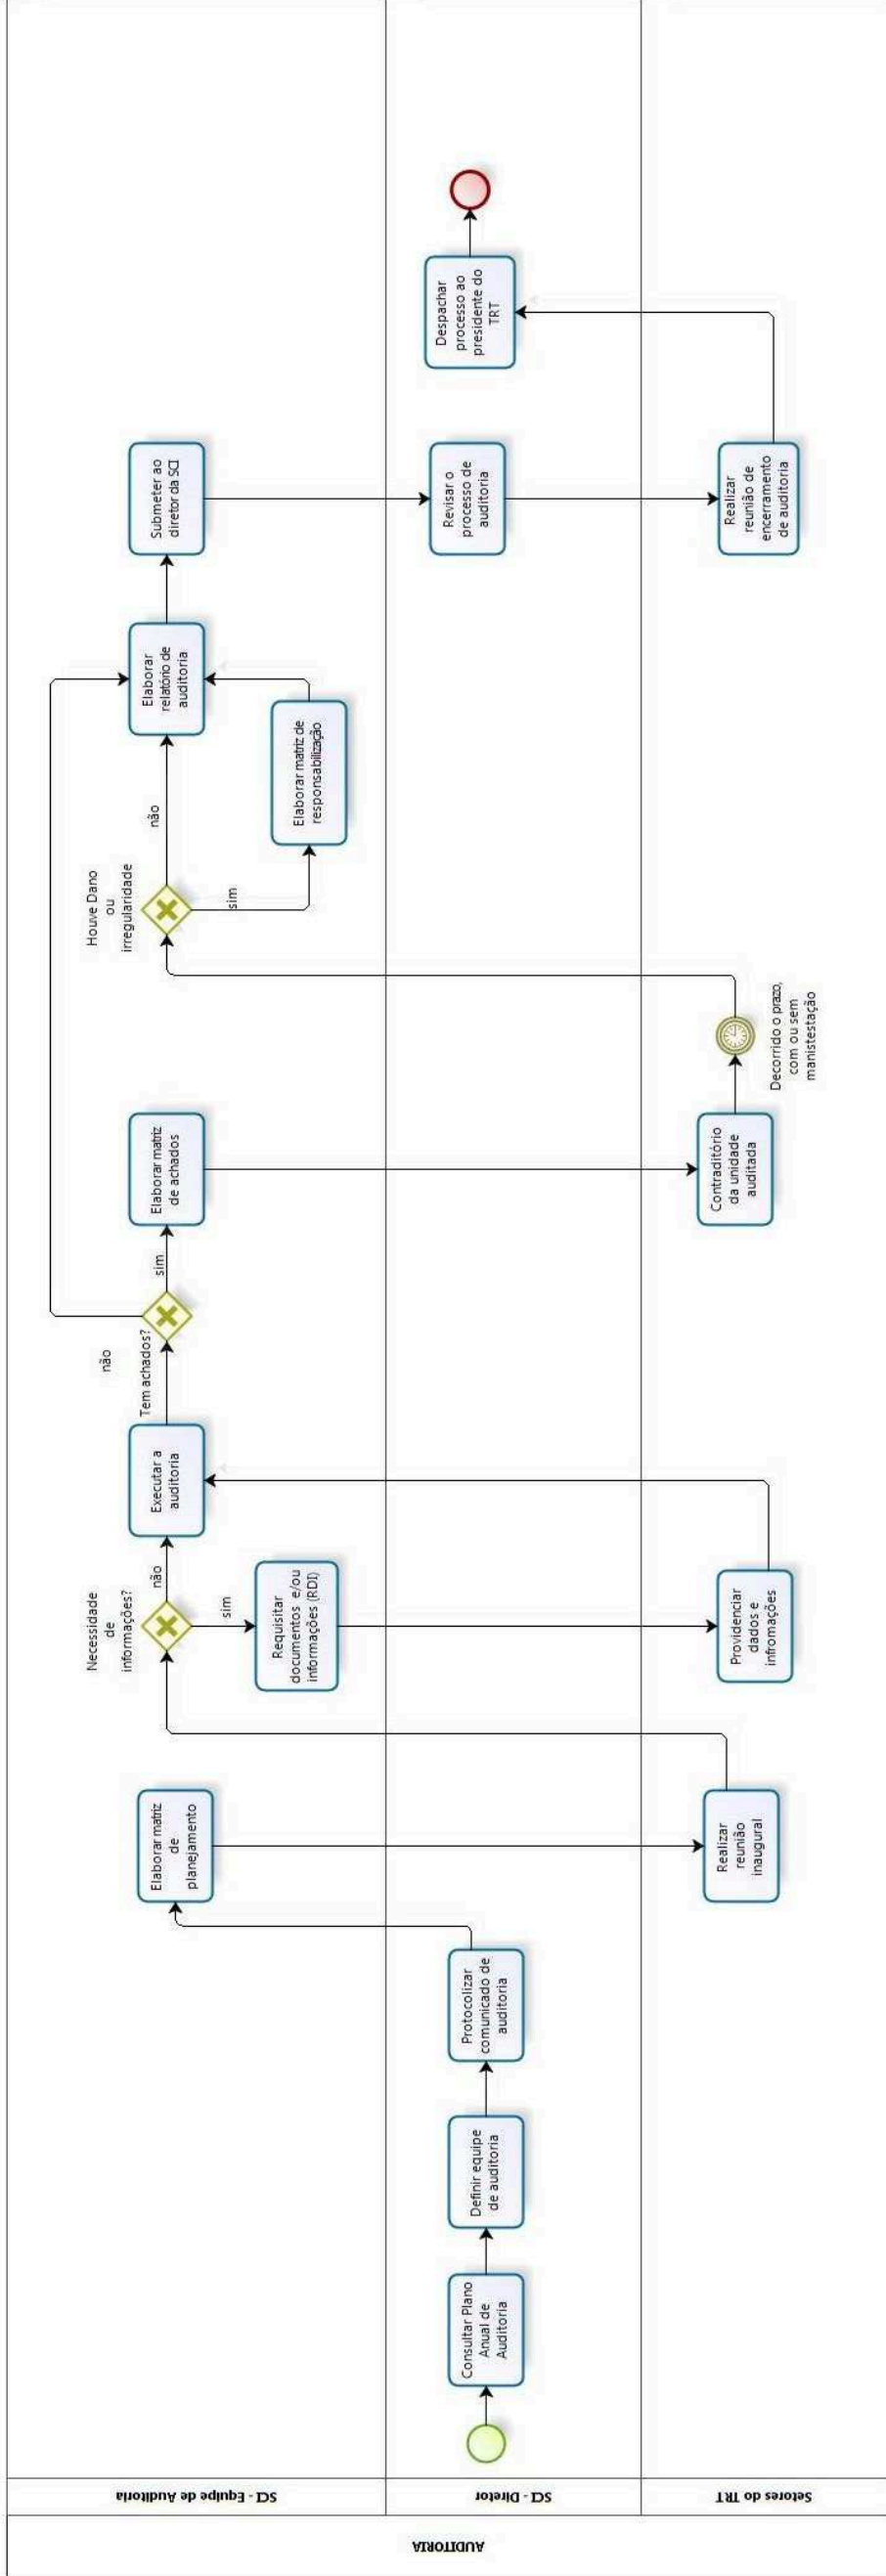 AUDITORIA
SCI - Equipe de Auditoria
SCI - Diretor
Setores do TRT
Consultar Plano
Anual de
Auditoria
Definir equipe
de auditoria
Protocolizar
comunicado de
auditoria
Elaborar matriz
de
planejamento
Realizar
reunião
inaugural
Necessidade
de
informações?
não
sim
Requisitar
documentos e/ou
informações (RDI)
Providenciar
dados e
infromações
Executar a
auditoria
Tem achados?
não
sim
Elaborar matriz
de achados
Contraditório
da unidade
auditada
Decorrido o prazo,
com ou sem
manistestação
Houve Dano
ou
irregularidade
não
sim
Elaborar matriz de
responsabilização
Elaborar
relatório de
auditoria
Submeter ao
diretor da SCI
Revisar o
processo de
auditoria
Realizar
reunião de
encerramento
de auditoria
Despachar
processo ao
presidente do
TRT